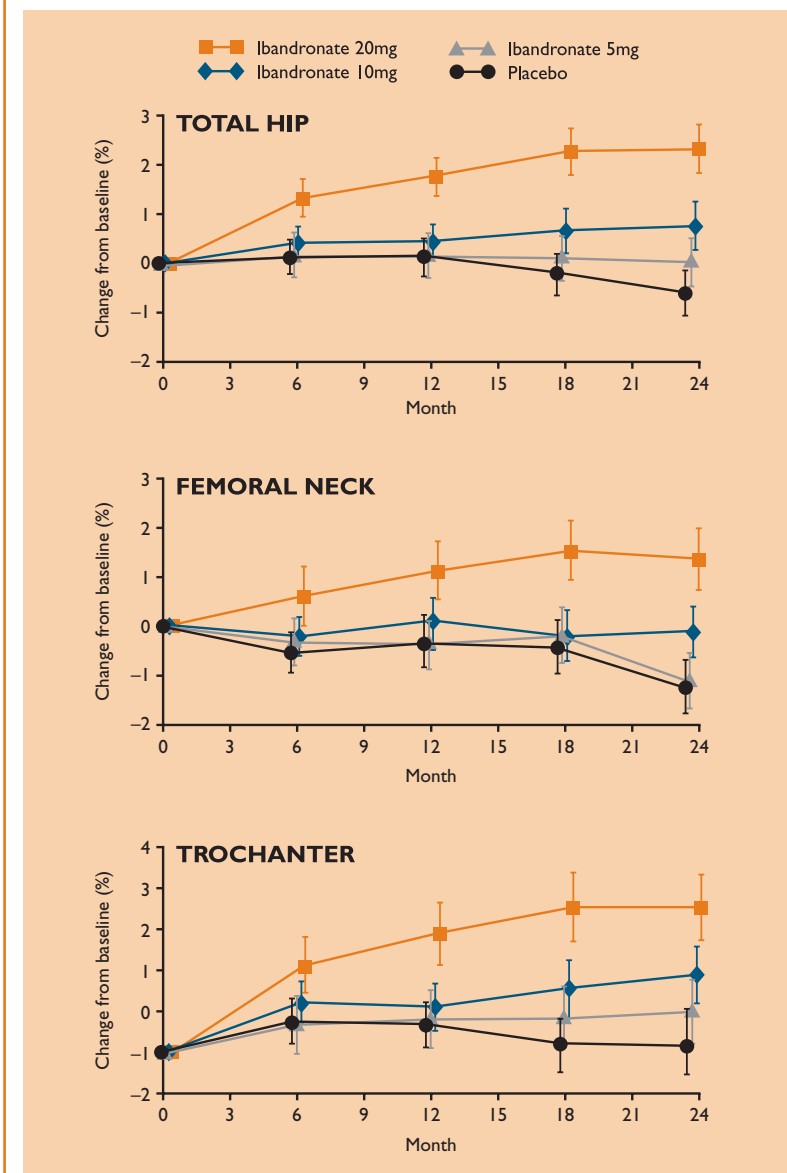 Ibandronate 20mg
Ibandronate 5mg
Ibandronate 10mg
Placebo
TOTAL HIP
Change from baseline (%)
3
2
1
0
–1
–2
0 3 6 9 12 15 18 21 24
Month
FEMORAL NECK
Change from baseline (%)
3
2
1
0
–1
–2
0 3 6 9 12 15 18 21 24
Month
TROCHANTER
Change from baseline (%)
4
3
2
1
0
–1
–2
0 3 6 9 12 15 18 21 24
Month